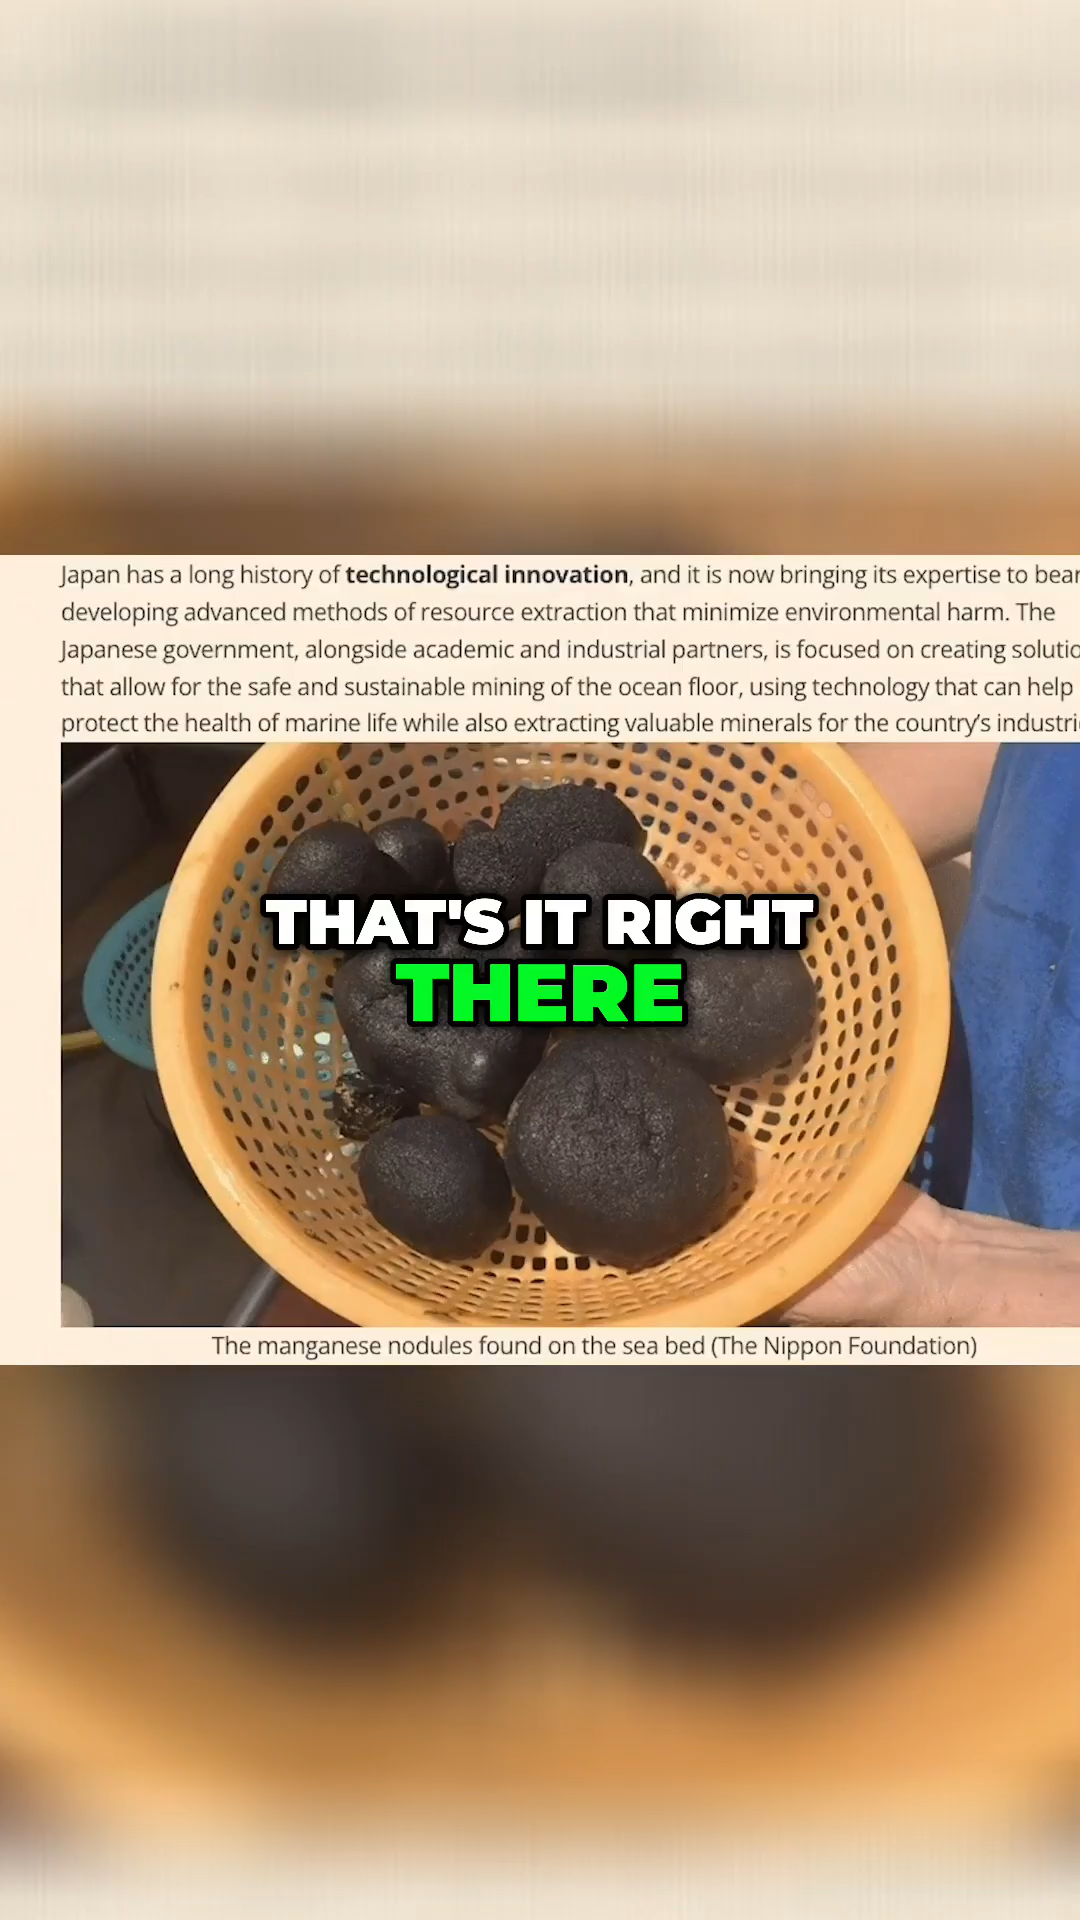 Japan has a long history of technological innovation, and it is now bringing its expertise to bear
developing advanced methods of resource extraction that minimize environmental harm. The
Japanese government, alongside academic and industrial partners, is focused on creating
that allow for the safe and sustainable mining of the ocean floor, using technology that can help
protect the health of marine life while also extracting valuable minerals for the country's
THAT'S IT RIGHT
THERE
The manganese nodules found on the sea bed (The Nippon Foundation)